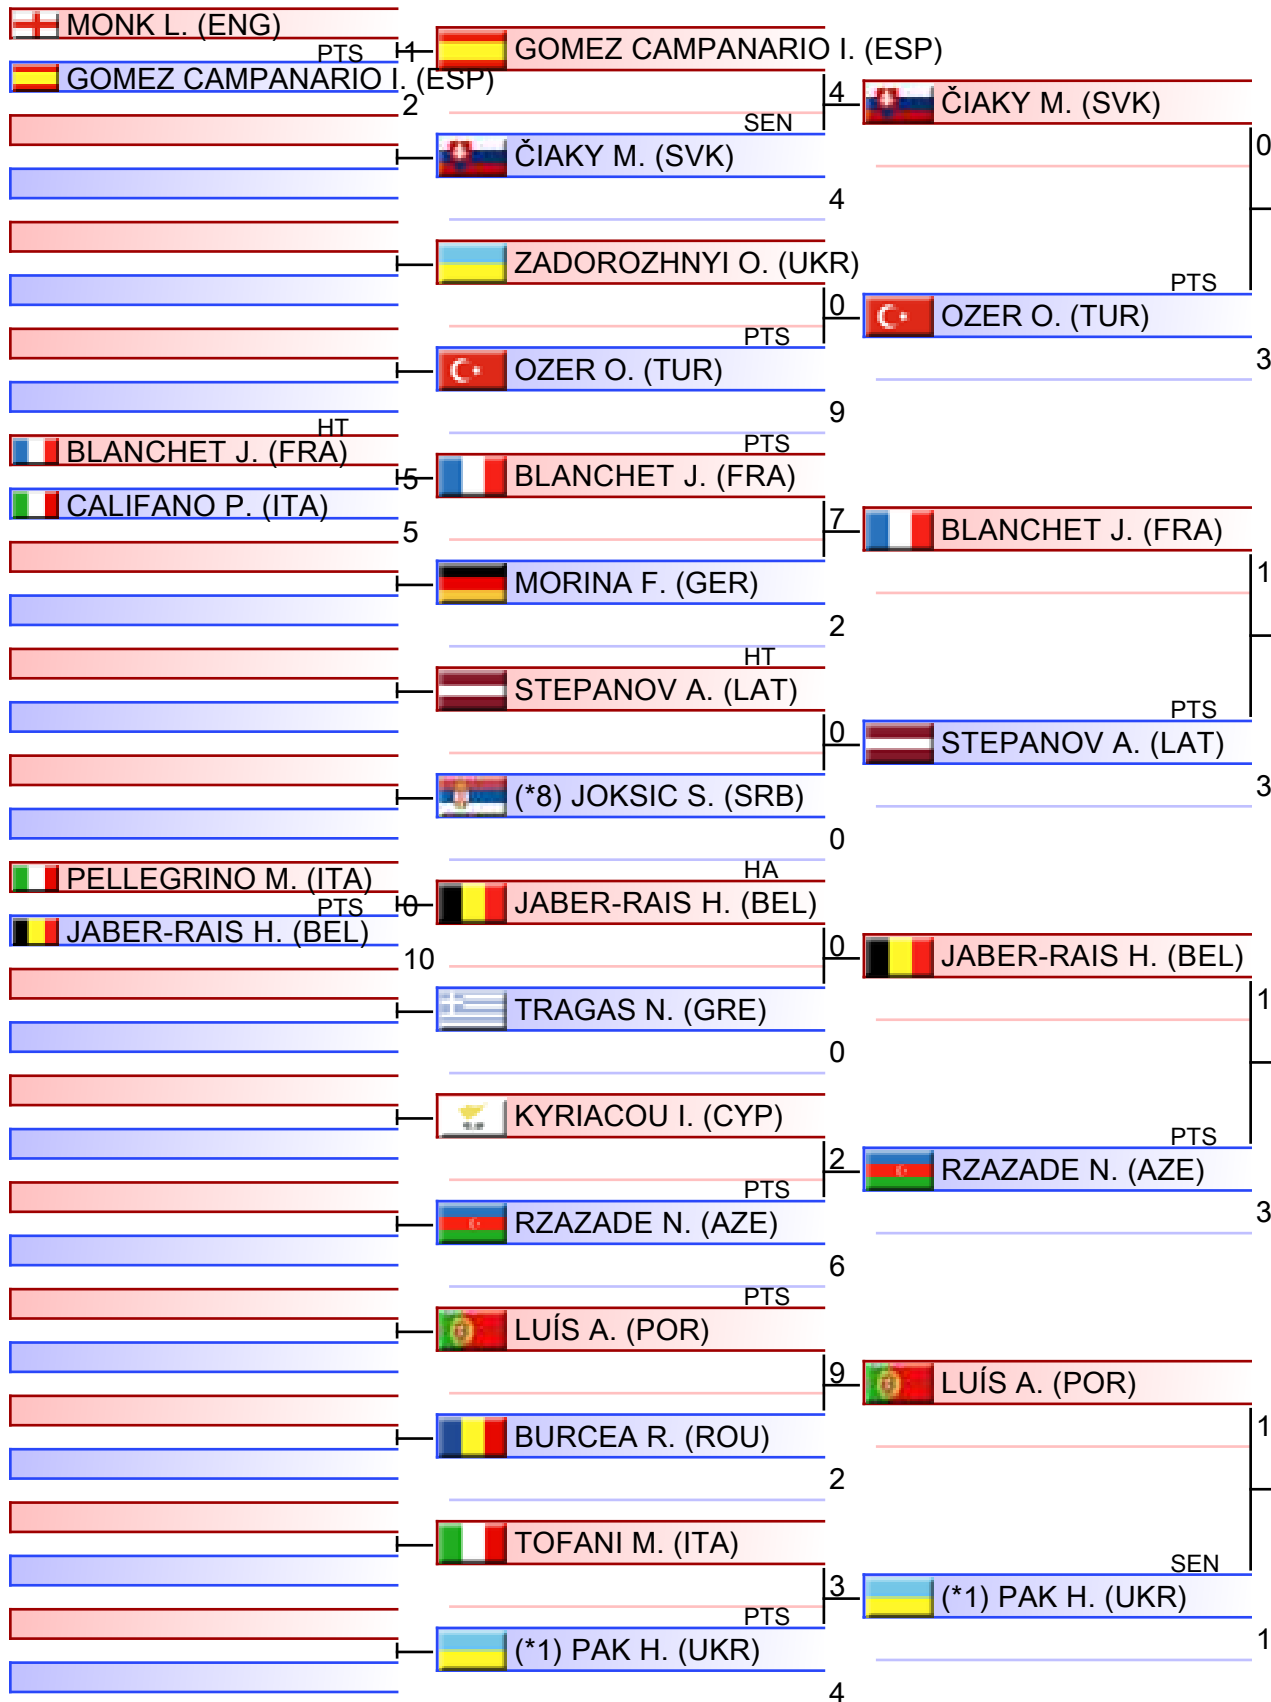 MONK L. (ENG)
PTS
1
GOMEZ CAMPANARIO I. (ESP)
2
HT
BLANCHET J. (FRA)
5
CALIFANO P. (ITA)
5
PELLEGRINO M. (ITA)
0
PTS
JABER-RAIS H. (BEL)
10
GOMEZ CAMPANARIO I. (ESP)
4
SEN
ČIAKY M. (SVK)
4
ZADOROZHNYI O. (UKR)
0
PTS
OZER O. (TUR)
9
PTS
BLANCHET J. (FRA)
7
MORINA F. (GER)
2
HT
STEPANOV A. (LAT)
0
(*8) JOKSIC S. (SRB)
0
HA
JABER-RAIS H. (BEL)
0
TRAGAS N. (GRE)
0
KYRIACOU I. (CYP)
2
PTS
RZAZADE N. (AZE)
6
PTS
LUÍS A. (POR)
9
BURCEA R. (ROU)
2
TOFANI M. (ITA)
3
PTS
(*1) PAK H. (UKR)
4
ČIAKY M. (SVK)
0
PTS
OZER O. (TUR)
3
BLANCHET J. (FRA)
1
PTS
STEPANOV A. (LAT)
3
JABER-RAIS H. (BEL)
1
PTS
RZAZADE N. (AZE)
3
LUÍS A. (POR)
1
SEN
(*1) PAK H. (UKR)
1